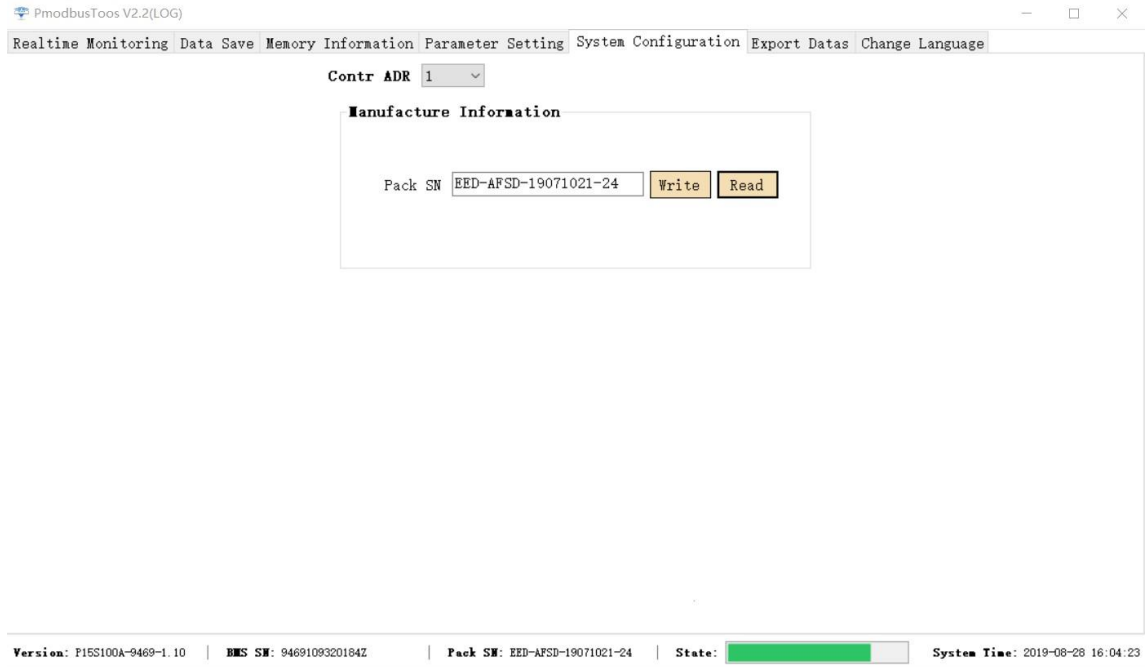 PmodbusToos V2.2(LOG)
Realtime Monitoring Data Save Memory Information Parameter Setting System Configuration Export Datas Change Language
Contr ADR 1
Manufacture Information
Pack SN EED-AFSD-19071021-24 Write Read
Version: P15S100A-9469-1.10 | BMS SN: 9469109320184Z | Pack SN: EED-AFSD-19071021-24 | State: System Time: 2019-08-28 16:04:23